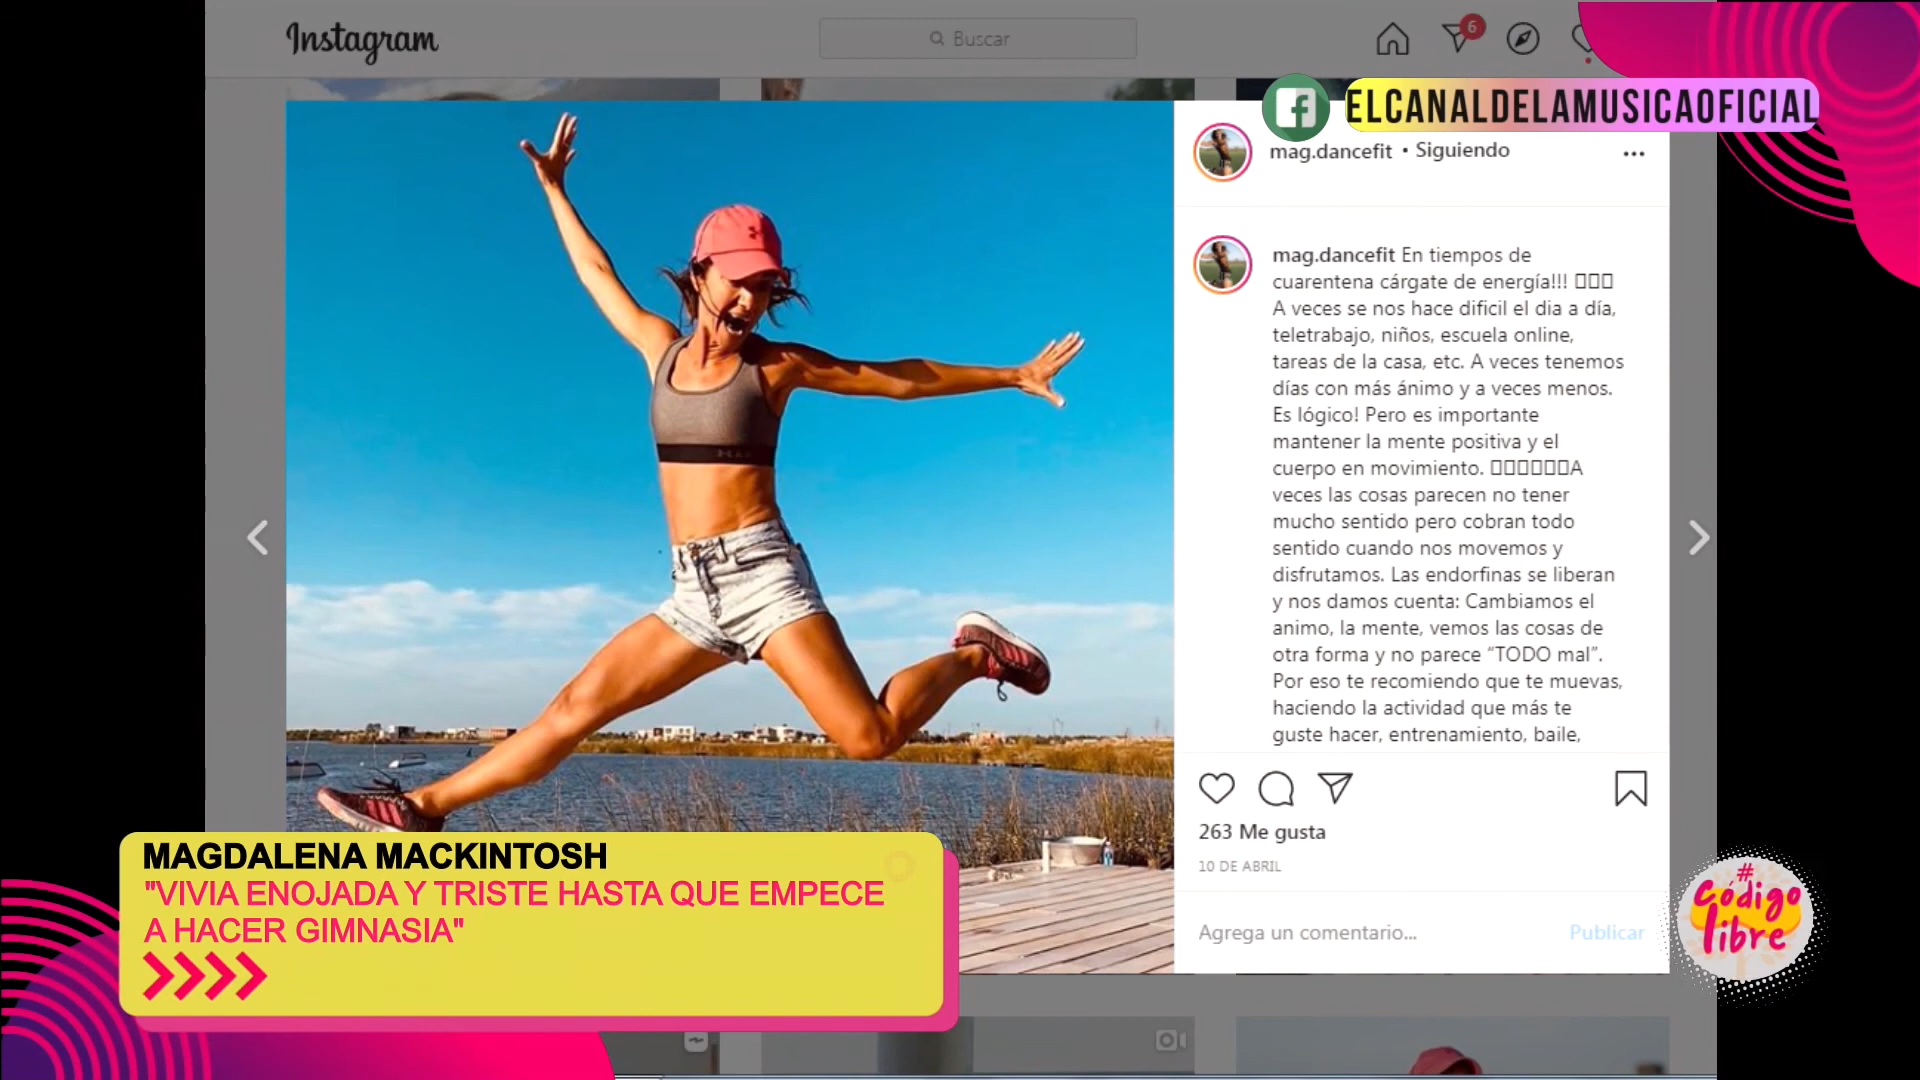 Instagram
Buscar
6
ELCANALDELAMUSICAOFICIAL
mag.dancefit • Siguiendo
mag.dancefit En tiempos de
cuarentena cárgate de energía!!!
A veces se nos hace dificil el dia a día,
teletrabajo, niños, escuela online,
tareas de la casa, etc. A veces tenemos
días con más ánimo y a veces menos.
Es lógico! Pero es importante
mantener la mente positiva y el
cuerpo en movimiento. A
veces las cosas parecen no tener
mucho sentido pero cobran todo
sentido cuando nos movemos y
disfrutamos. Las endorfinas se liberan
y nos damos cuenta: Cambiamos el
animo, la mente, vemos las cosas de
otra forma y no parece “TODO mal”.
Por eso te recomiendo que te muevas,
haciendo la actividad que más te
guste hacer, entrenamiento, baile,
263 Me gusta
10 DE ABRIL
Agrega un comentario... Publicar
MAGDALENA MACKINTOSH
"VIVIA ENOJADA Y TRISTE HASTA QUE EMPECE
A HACER GIMNASIA"
#
Código
libre